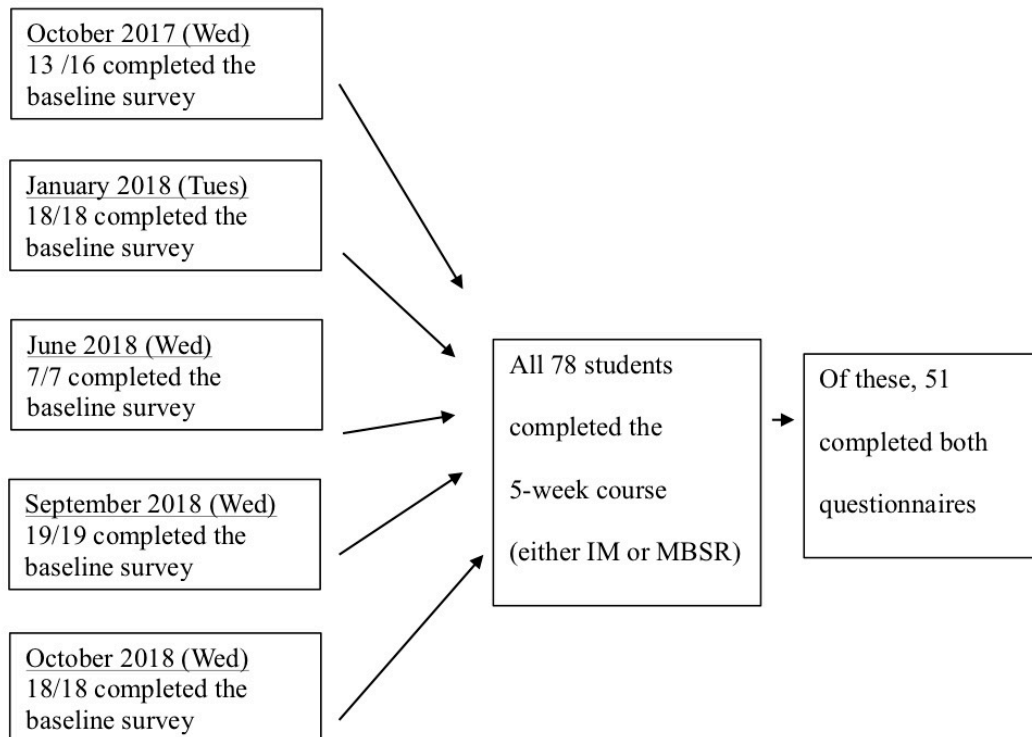 October 2017 (Wed)
13 /16 completed the
baseline survey
January 2018 (Tues)
18/18 completed the
baseline survey
June 2018 (Wed)
7/7 completed the
baseline survey
September 2018 (Wed)
19/19 completed the
baseline survey
October 2018 (Wed)
18/18 completed the
baseline survey
All 78 students
completed the
5-week course
(either IM or MBSR)
Of these, 51
completed both
questionnaires